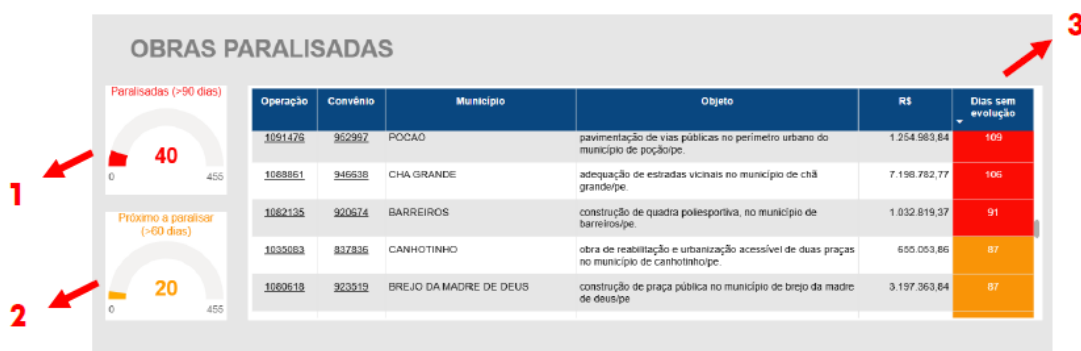 3
OBRAS PARALISADAS
Paralisadas (>90 dias)
40
0 455
1
Próximo a paralisar
(>60 dias)
20
0 455
2
Operação Convênio Município Objeto R$ Dias sem
evolução
1091476 952997 POCAO pavimentação de vias públicas no perímetro urbano do 1.254.983,84 109
município de poção/pe.
1088861 946638 CHA GRANDE adequação de estradas vicinais no município de chã 7.198.782,77 106
grande/pe.
1082135 920674 BARREIROS construção de quadra poliesportiva, no município de 1.032.819,37 91
barreiros/pe.
1035083 837836 CANHOTINHO obra de reabilitação e urbanização acessível de duas praças 655.053,86 87
no município de canhotinho/pe.
1080618 923519 BREJO DA MADRE DE DEUS construção de praça pública no município de brejo da madre 3.197.363,84 87
de deus/pe